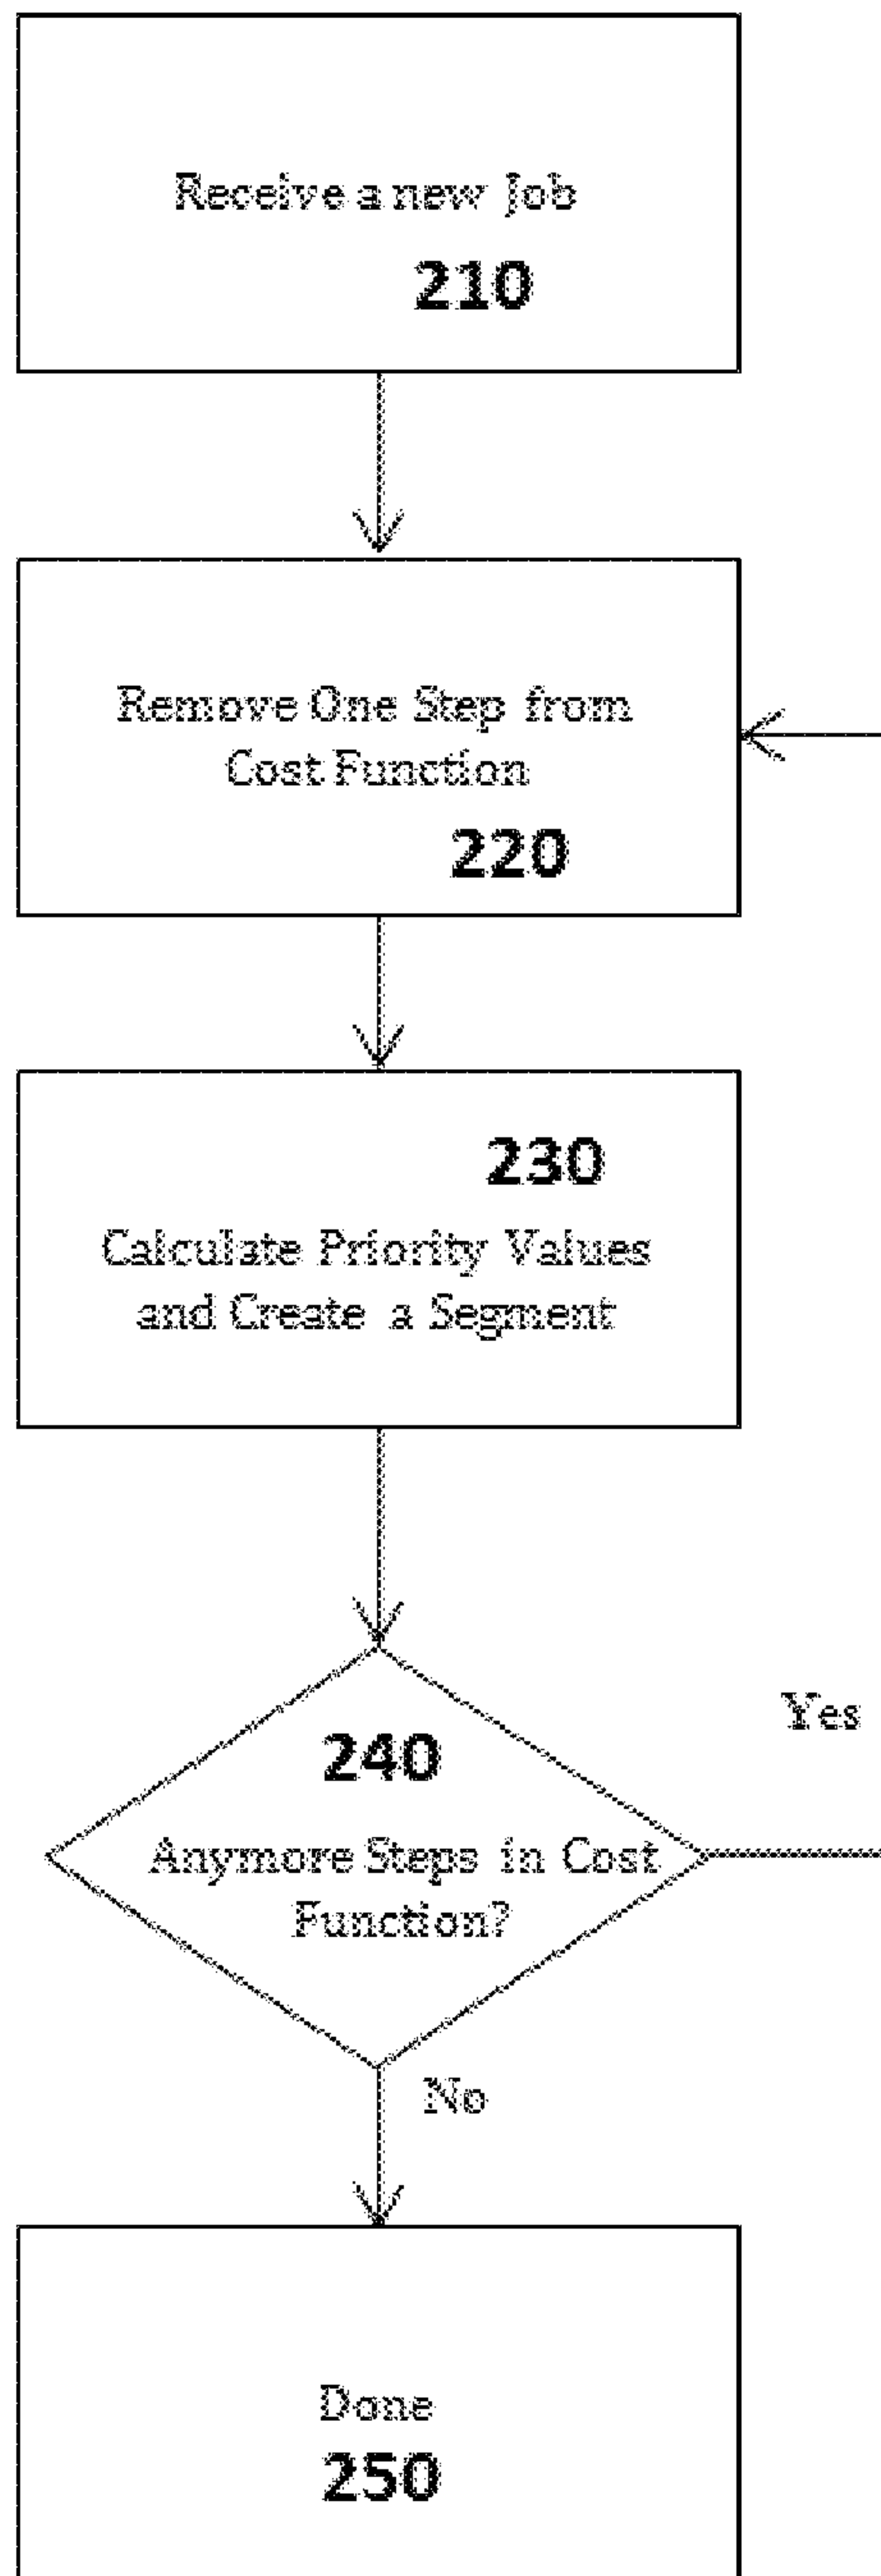 Receive a new Job
210
Remove One Step from
Cost Function
220
230
Calculate Priority Values
and Create a Segment
240
Yes
Anymore Steps in Cost
Function?
No
Done
250